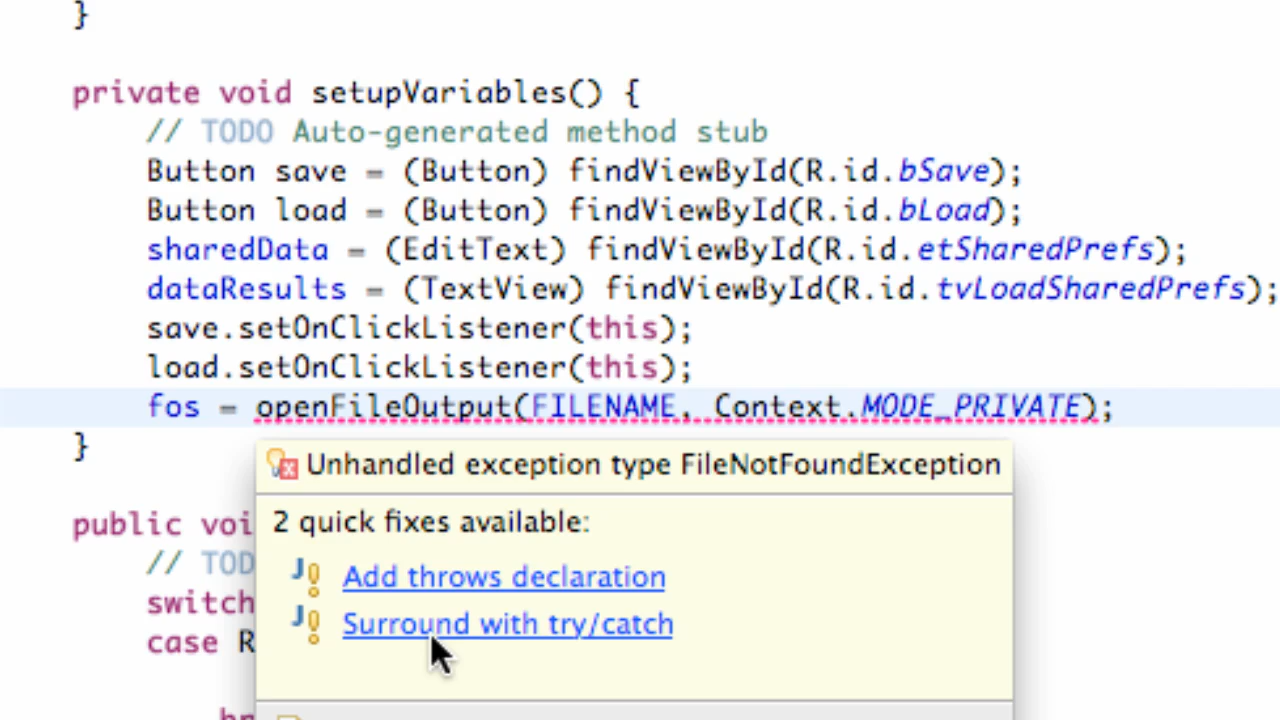 }
private void setupVariables() {
// TODO Auto-generated method stub
Button save = (Button) findViewById(R.id.bSave);
Button load = (Button) findViewById(R.id.bLoad);
sharedData = (EditText) findViewById(R.id.etSharedPrefs);
dataResults = (TextView) findViewById(R.id.tvLoadSharedPrefs);
save.setOnClickListener(this);
load.setOnClickListener(this);
fos = openFileOutput(FILENAME, Context.MODE_PRIVATE);
}
Unhandled exception type FileNotFoundException
2 quick fixes available:
Add throws declaration
Surround with try/catch
public voi
// TOD
switch
case R